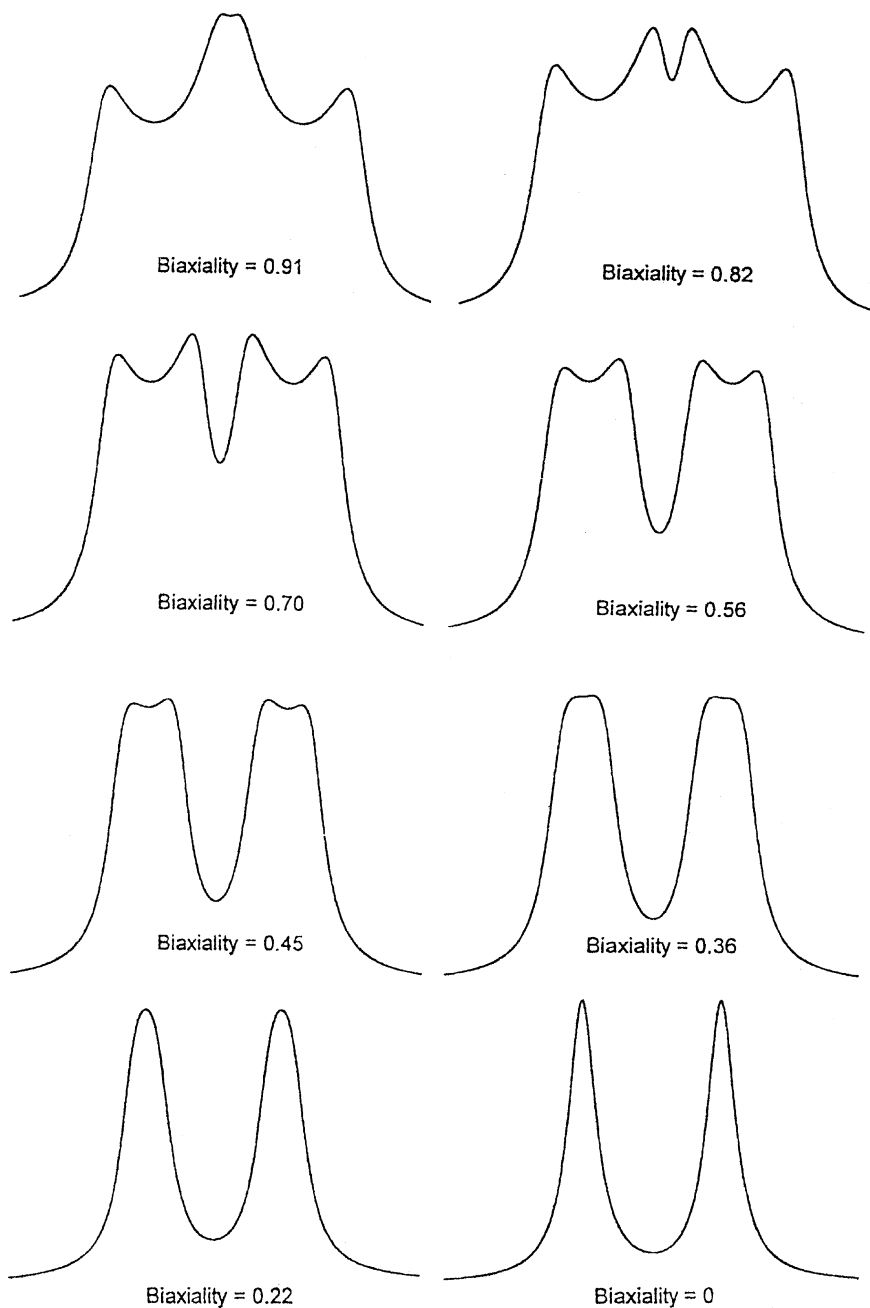 Biaxiality = 0.91
Biaxiality = 0.82
Biaxiality = 0.70
Biaxiality = 0.56
Biaxiality = 0.45
Biaxiality = 0.36
Biaxiality = 0.22
Biaxiality = 0